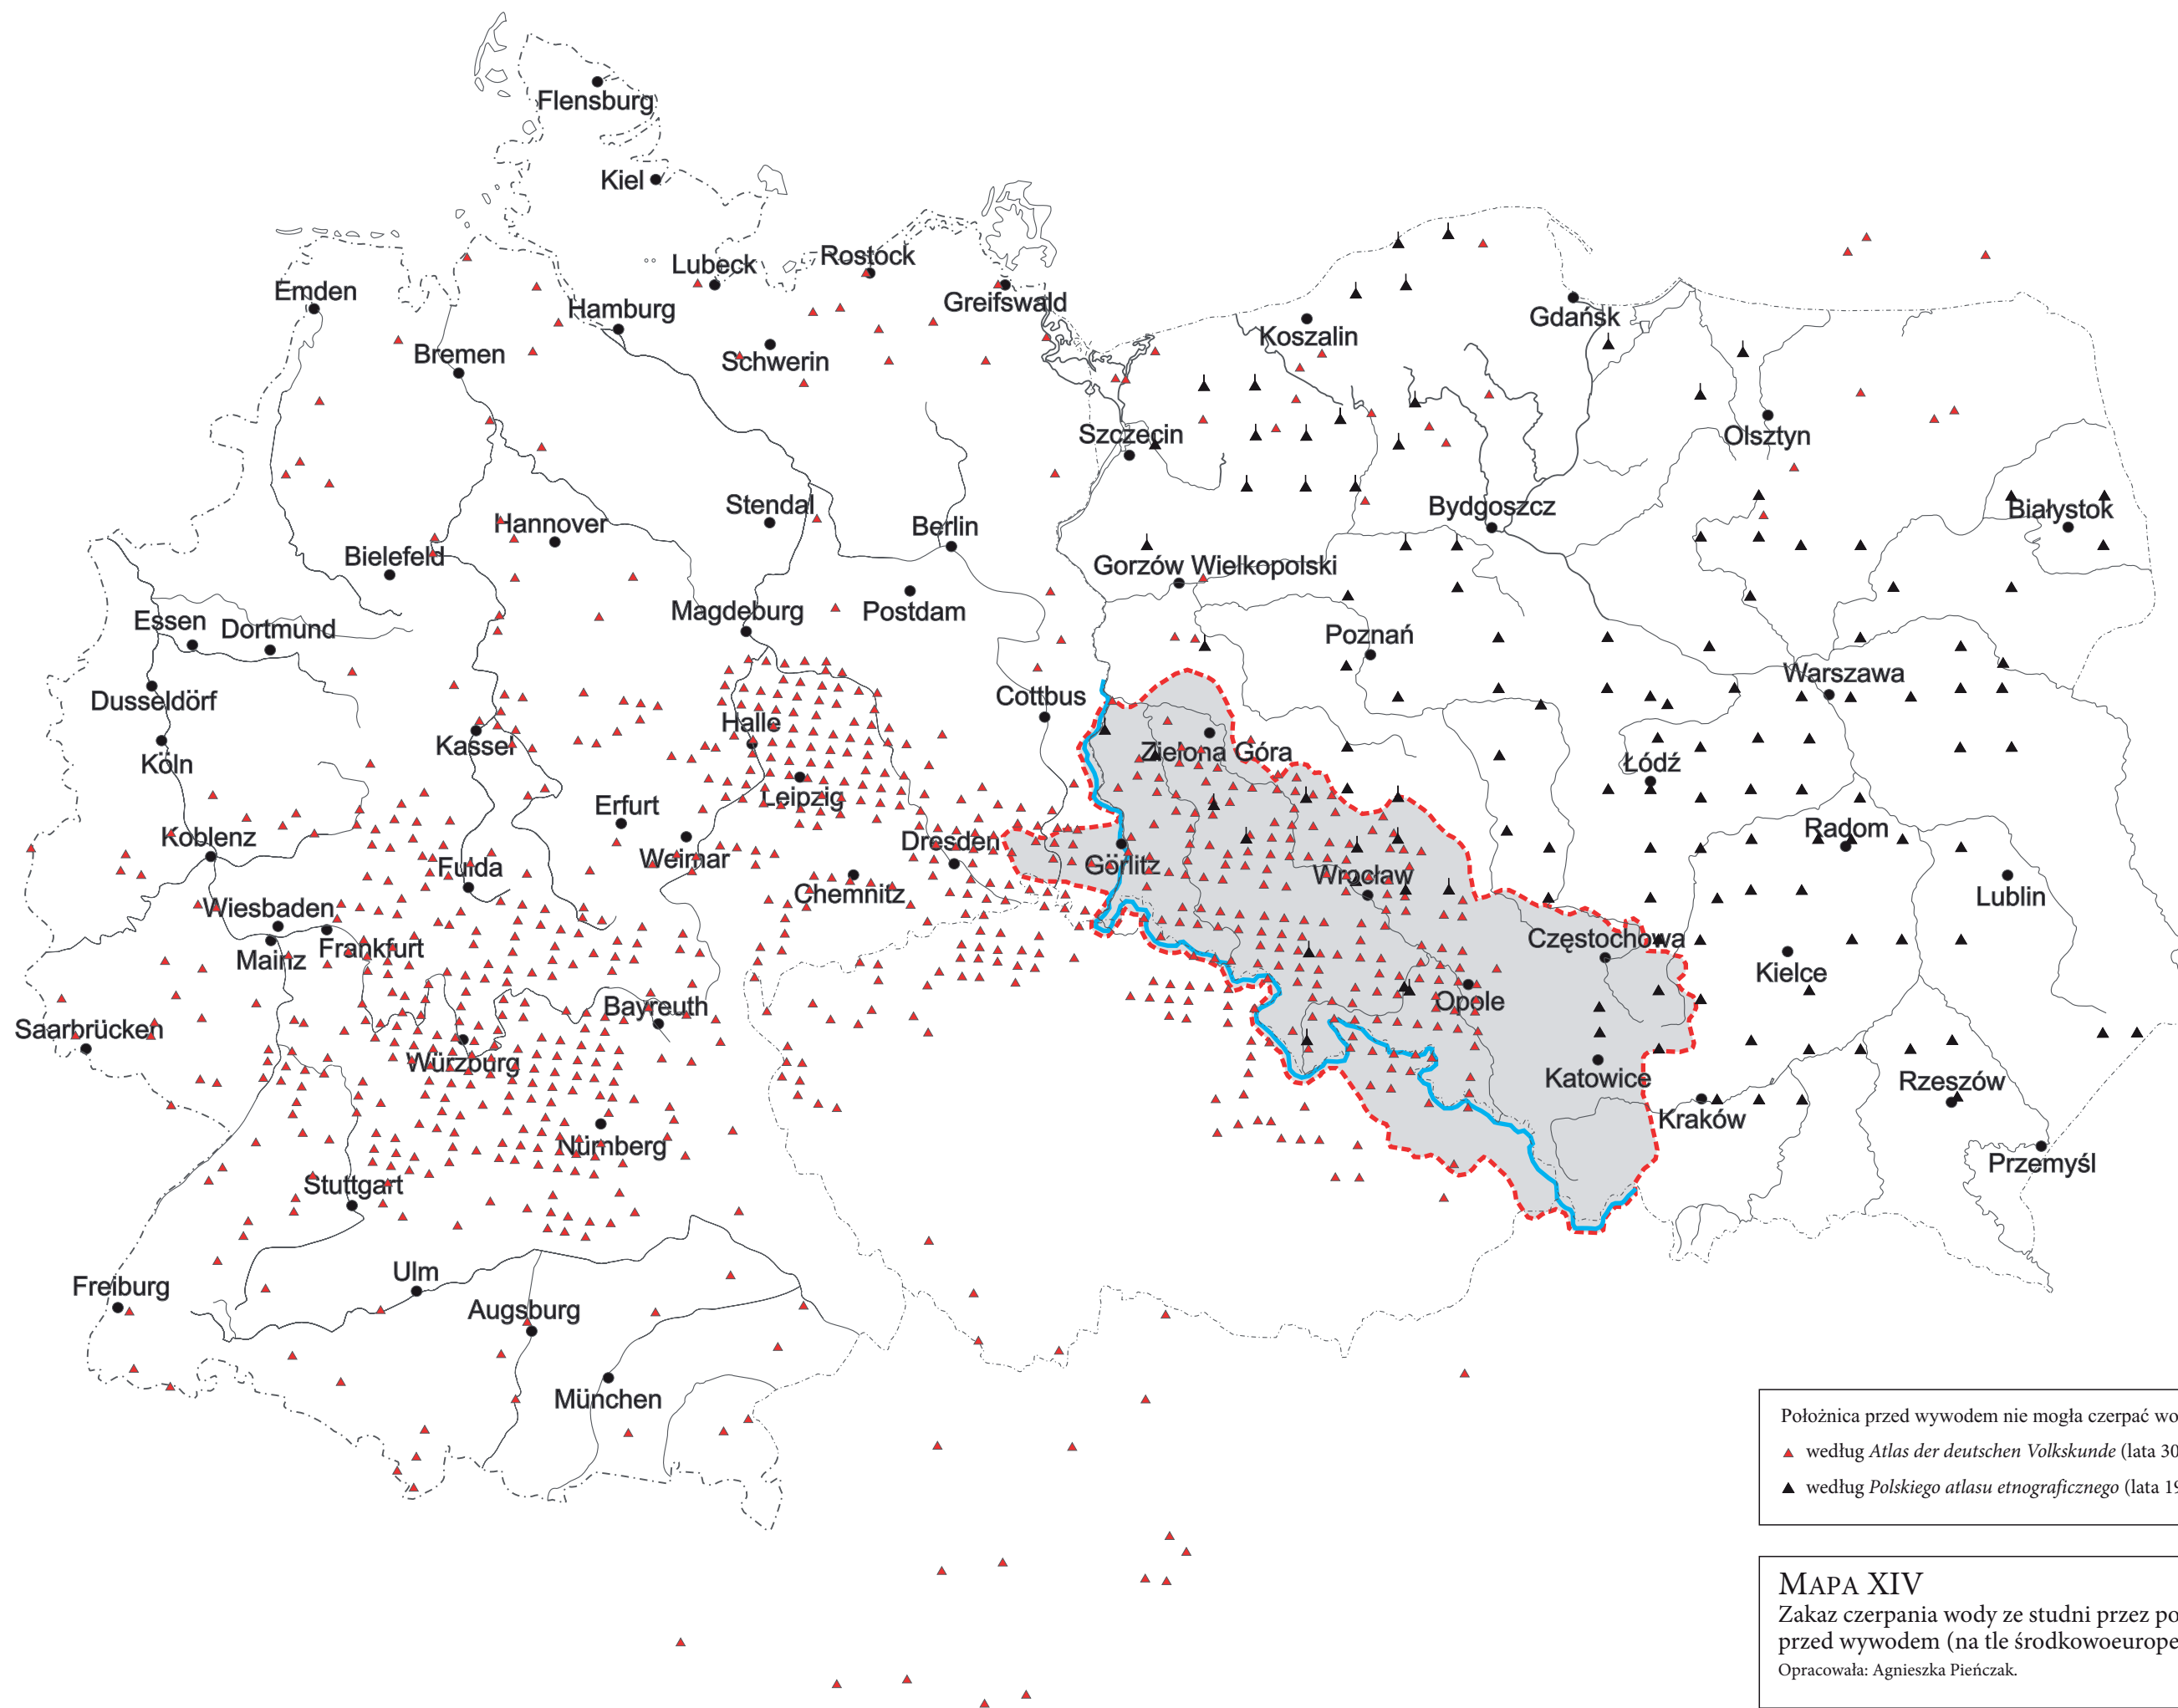 Flensburg
Kiel
Lubeck
Rostock
Greifswald
Emden
Hamburg
Schwerin
Bremen
Koszalin
Gdańsk
Szczecin
Olsztyn
Stendal
Hannover
Berlin
Bydgoszcz
Białystok
Bielefeld
Gorzów Wielkopolski
Magdeburg
Postdam
Essen
Dortmund
Poznań
Warszawa
Dusseldörf
Cottbus
Halle
Kassel
Zielona Góra
Köln
Łódź
Leipzig
Erfurt
Koblenz
Dresden
Radom
Weimar
Fulda
Görlitz
Wrocław
Chemnitz
Lublin
Wiesbaden
Częstochowa
Frankfurt
Mainz
Kielce
Opole
Bayreuth
Saarbrücken
Würzburg
Katowice
Rzeszów
Kraków
Nürnberg
Przemyśl
Stuttgart
Ulm
Freiburg
Augsburg
München
Położnica przed wywodem nie mogła czerpać wo
według Atlas der deutschen Volkskunde (lata 30
według Polskiego atlasu etnograficznego (lata 19
MAPA XIV
Zakaz czerpania wody ze studni przez po
przed wywodem (na tle środkowoeurope
Opracowała: Agnieszka Pieńczak.